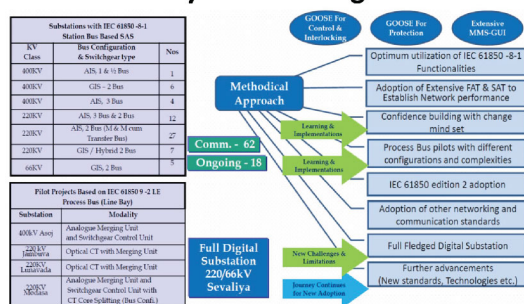 Substations with IEC 61850 -8-1
Station Bus Based SAS
KV
Class
Bus Configuration
& Switchgear type
Nos
400KV
AIS, 1 & ½ Bus
1
400KV
GIS – 2 Bus
6
400KV
AIS, 3 Bus
4
220KV
AIS, 3 Bus & 2 Bus
12
220KV
AIS, 2 Bus (M & M cum
Transfer Bus)
27
220KV
GIS / Hybrid 2 Bus
7
66KV
GIS, 2 Bus
5
Comm. - 62
Ongoing - 18
Pilot Projects Based on IEC 61850 9 -2 LE
Process Bus (Line Bay)
Substation
Modality
400kV Asoj
Analogue Merging Unit
and Switchgear Control Unit
220 kV
Jambuva
Optical CT with Merging Unit
220KV
Lunavada
Optical CT with Merging Unit
220KV
Analogue Merging Unit and
Switchgear Control Unit with
CT Core Splitting (Bus Conf.)
Full Digital
Substation
220/66kV
Sevaliya
Methodical
Approach
GOOSE For
Control &
Interlocking
GOOSE For
Protection
Extensive
MMS-GUI
Optimum utilization of IEC 61850 -8-1
Functionalities
Adoption of Extensive FAT & SAT to
Establish Network performance
Learning &
Implementations
Confidence building with change
mind set
Learning &
Implementations
Process Bus pilots with different
configurations and complexities
IEC 61850 edition 2 adoption
Adoption of other networking and
communication standards
New Challenges &
Limitations
Full Fledged Digital Substation
Journey Continues
for New Adoption
Further advancements
(New standards, Technologies etc.)